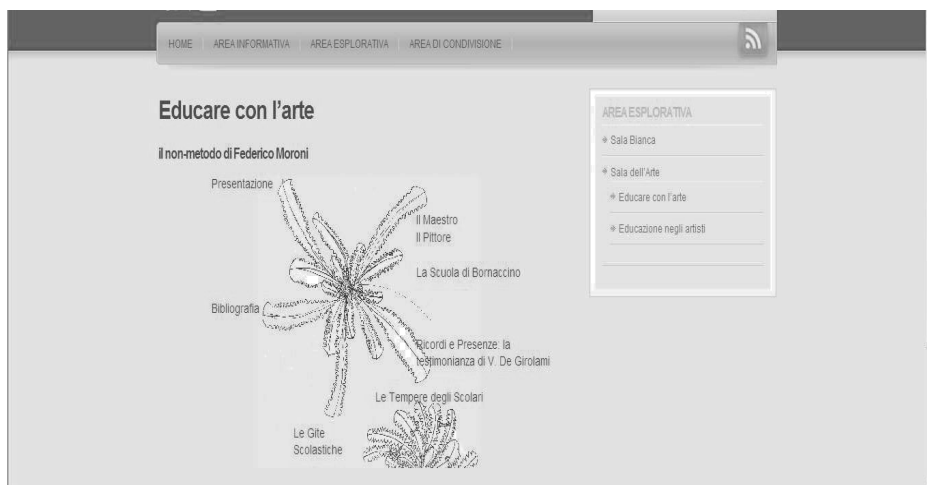 HOME AREA INFORMATIVA AREA ESPLORATIVA AREA DI CONDIVISIONE
Educare con l'arte
il non-metodo di Federico Moroni
Presentazione
Il Maestro
Il Pittore
La Scuola di Bornaccino
Bibliografia
Ricordi e Presenze: la
testimonianza di V. De Girolami
Le Tempere degli Scolari
Le Gite
Scolastiche
AREA ESPLORATIVA
Sala Bianca
Sala dell'Arte
Educare con l'arte
Educazione negli artisti